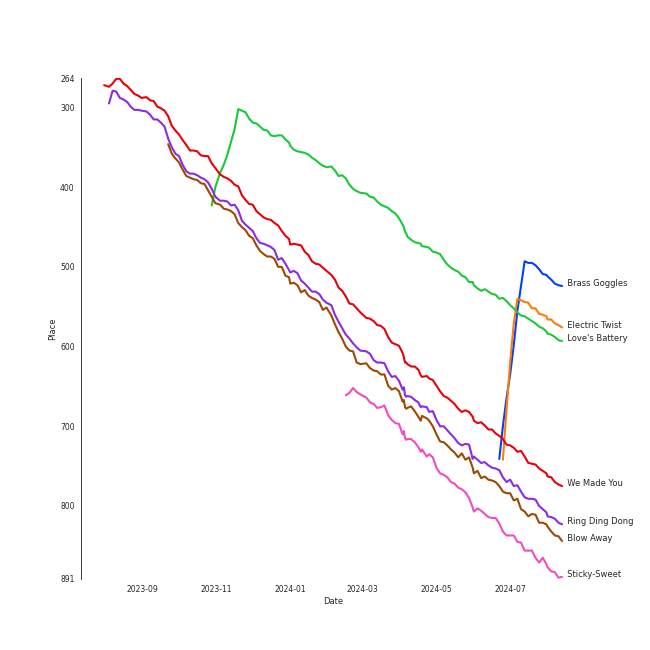 264
300
400
500
600
700
800
891
Place
2023-09
2023-11
2024-01
2024-03
2024-05
2024-07
Date
Brass Goggles
Electric Twist
Love's Battery
We Made You
Ring Ding Dong
Blow Away
Sticky-Sweet